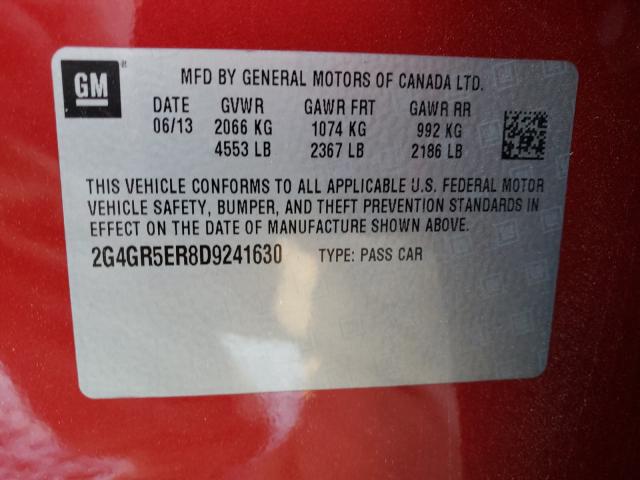 GM
MFD BY GENERAL MOTORS OF CANADA LTD.
DATE GVWR GAWR FRT GAWR RR
06/13 2066 KG 1074 KG 992 KG
4553 LB 2367 LB 2186 LB
THIS VEHICLE CONFORMS TO ALL APPLICABLE U.S. FEDERAL MOTOR
VEHICLE SAFETY, BUMPER, AND THEFT PREVENTION STANDARDS IN
EFFECT ON THE DATE OF MANUFACTURE SHOWN ABOVE.
2G4GR5ER8D9241630 TYPE: PASS CAR